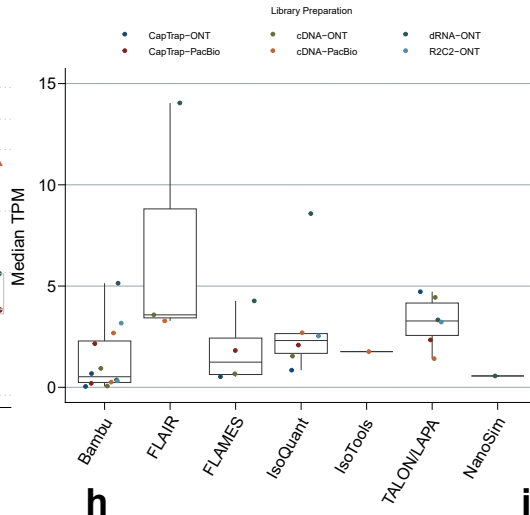 Library Preparation
CapTrap−ONT cDNA−ONT dRNA−ONT
CapTrap−PacBio cDNA−PacBio R2C2−ONT
Median TPM
15
10
5
0
Bambu
FLAIR
FLAMES
IsoQuant
IsoTools
TALON/LAPA
NanoSim
h
i